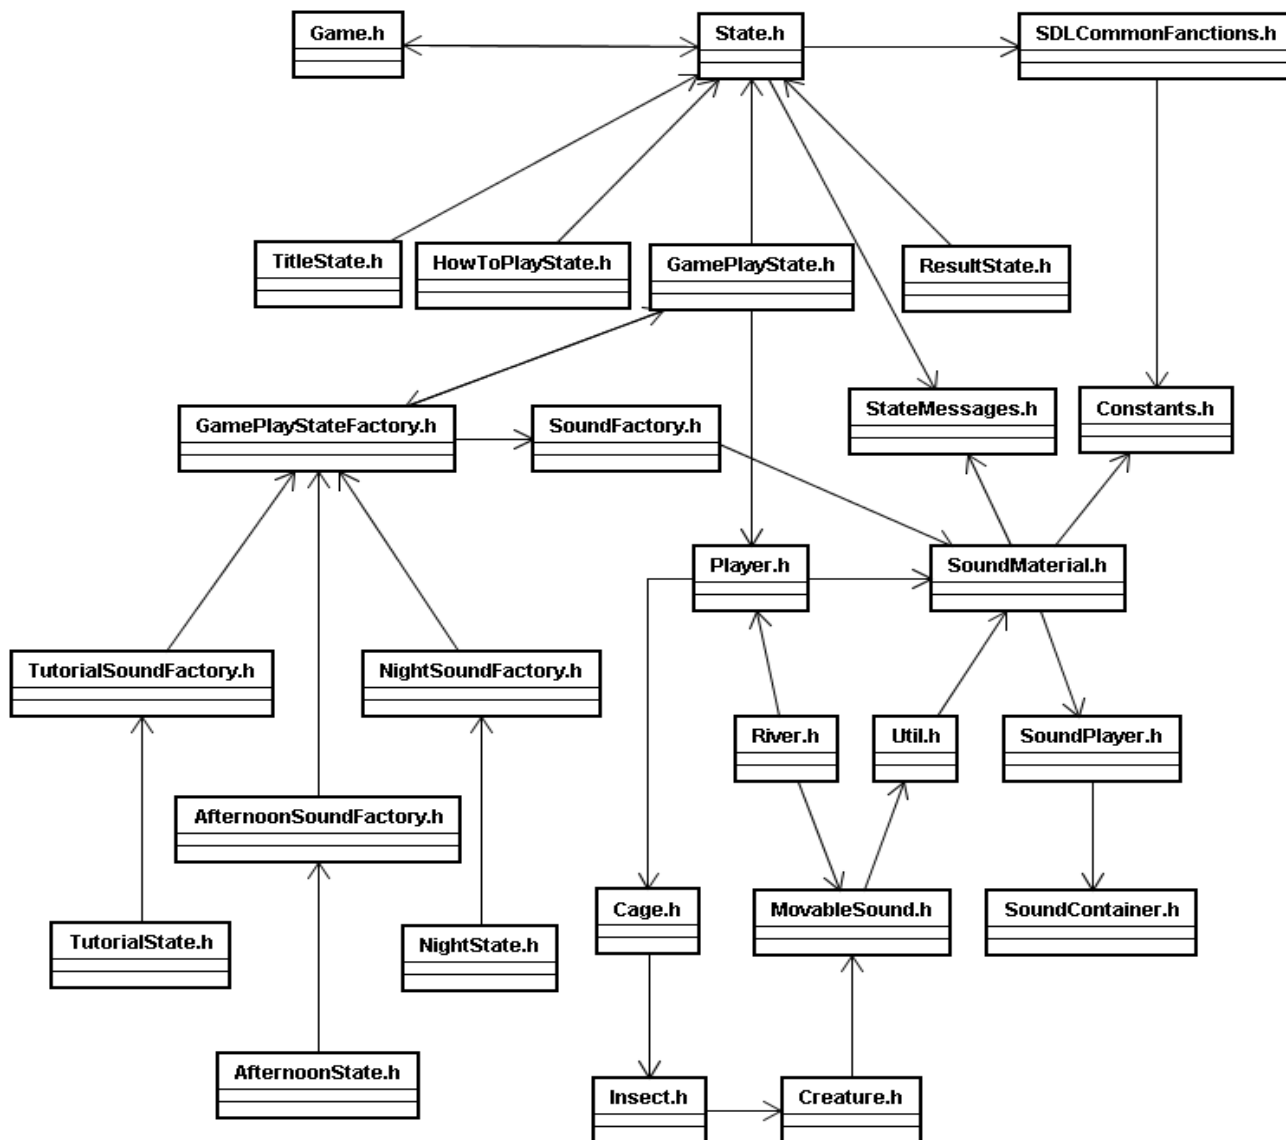 Game.h
State.h
SDLCommonFanctions.h
TitleState.h
HowToPlayState.h
GamePlayState.h
ResultState.h
GamePlayStateFactory.h
SoundFactory.h
StateMessages.h
Constants.h
Player.h
SoundMaterial.h
TutorialSoundFactory.h
NightSoundFactory.h
River.h
Util.h
SoundPlayer.h
AfternoonSoundFactory.h
Cage.h
MovableSound.h
SoundContainer.h
TutorialState.h
NightState.h
AfternoonState.h
Insect.h
Creature.h